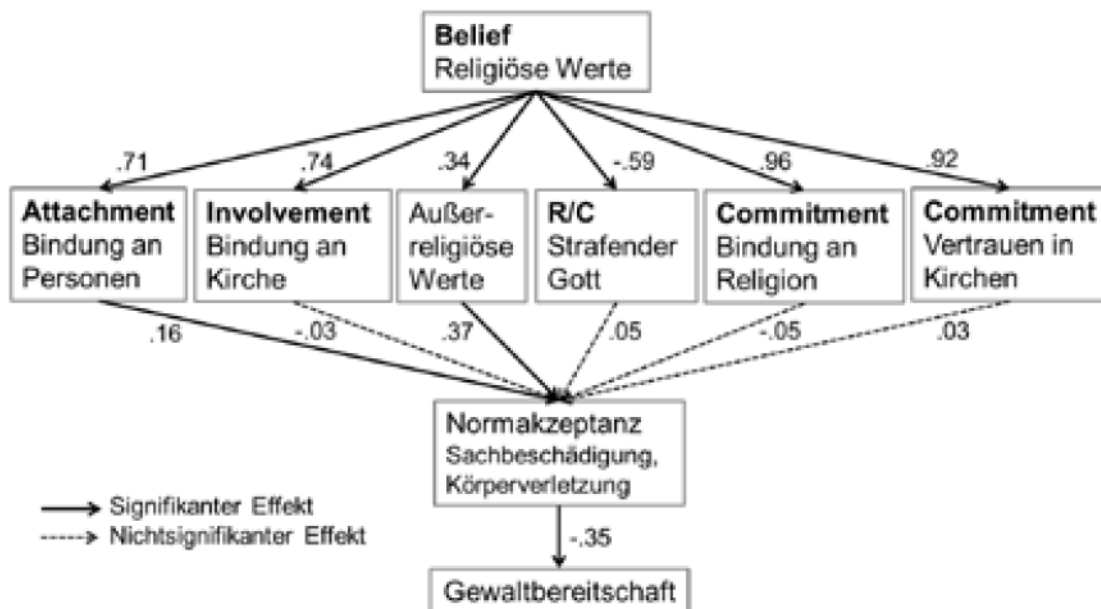 Belief
Religiöse Werte
.71
.74
.34
-.59
.96
.92
Attachment
Bindung an
Personen
Involvement
Bindung an
Kirche
Außer-
religiöse
Werte
R/C
Strafender
Gott
Commitment
Bindung an
Religion
Commitment
Vertrauen in
Kirchen
.16
-.03
.37
.05
-.05
.03
Normakzeptanz
Sachbeschädigung,
Körperverletzung
Signifikanter Effekt
Nichtsignifikanter Effekt
-.35
Gewaltbereitschaft